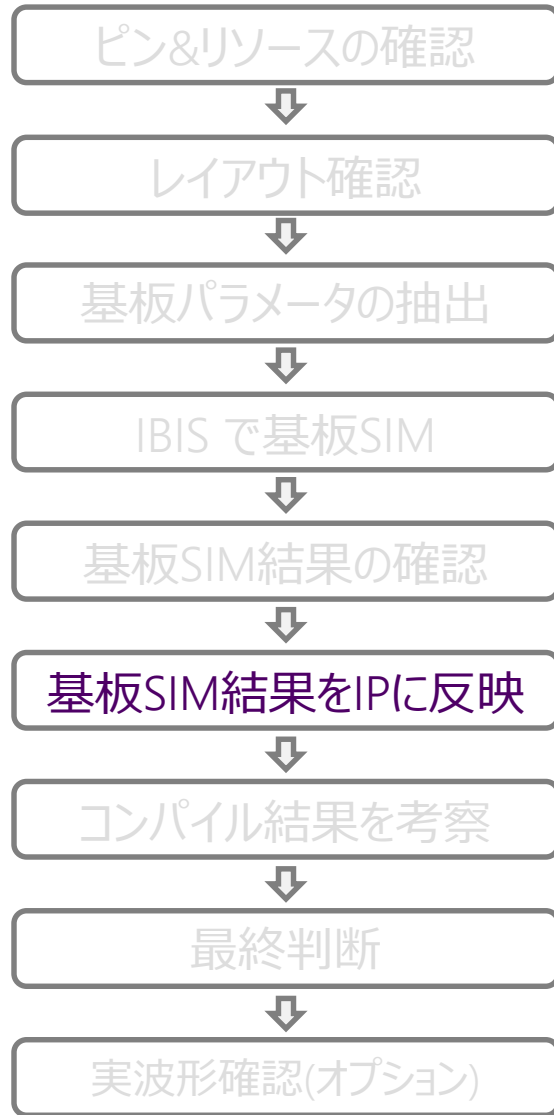 ピン&リソースの確認
レイアウト確認
基板パラメータの抽出
IBIS で基板SIM
基板SIM結果の確認
基板SIM結果をIPに反映
コンパイル結果を考察
最終判断
実波形確認(オプション)